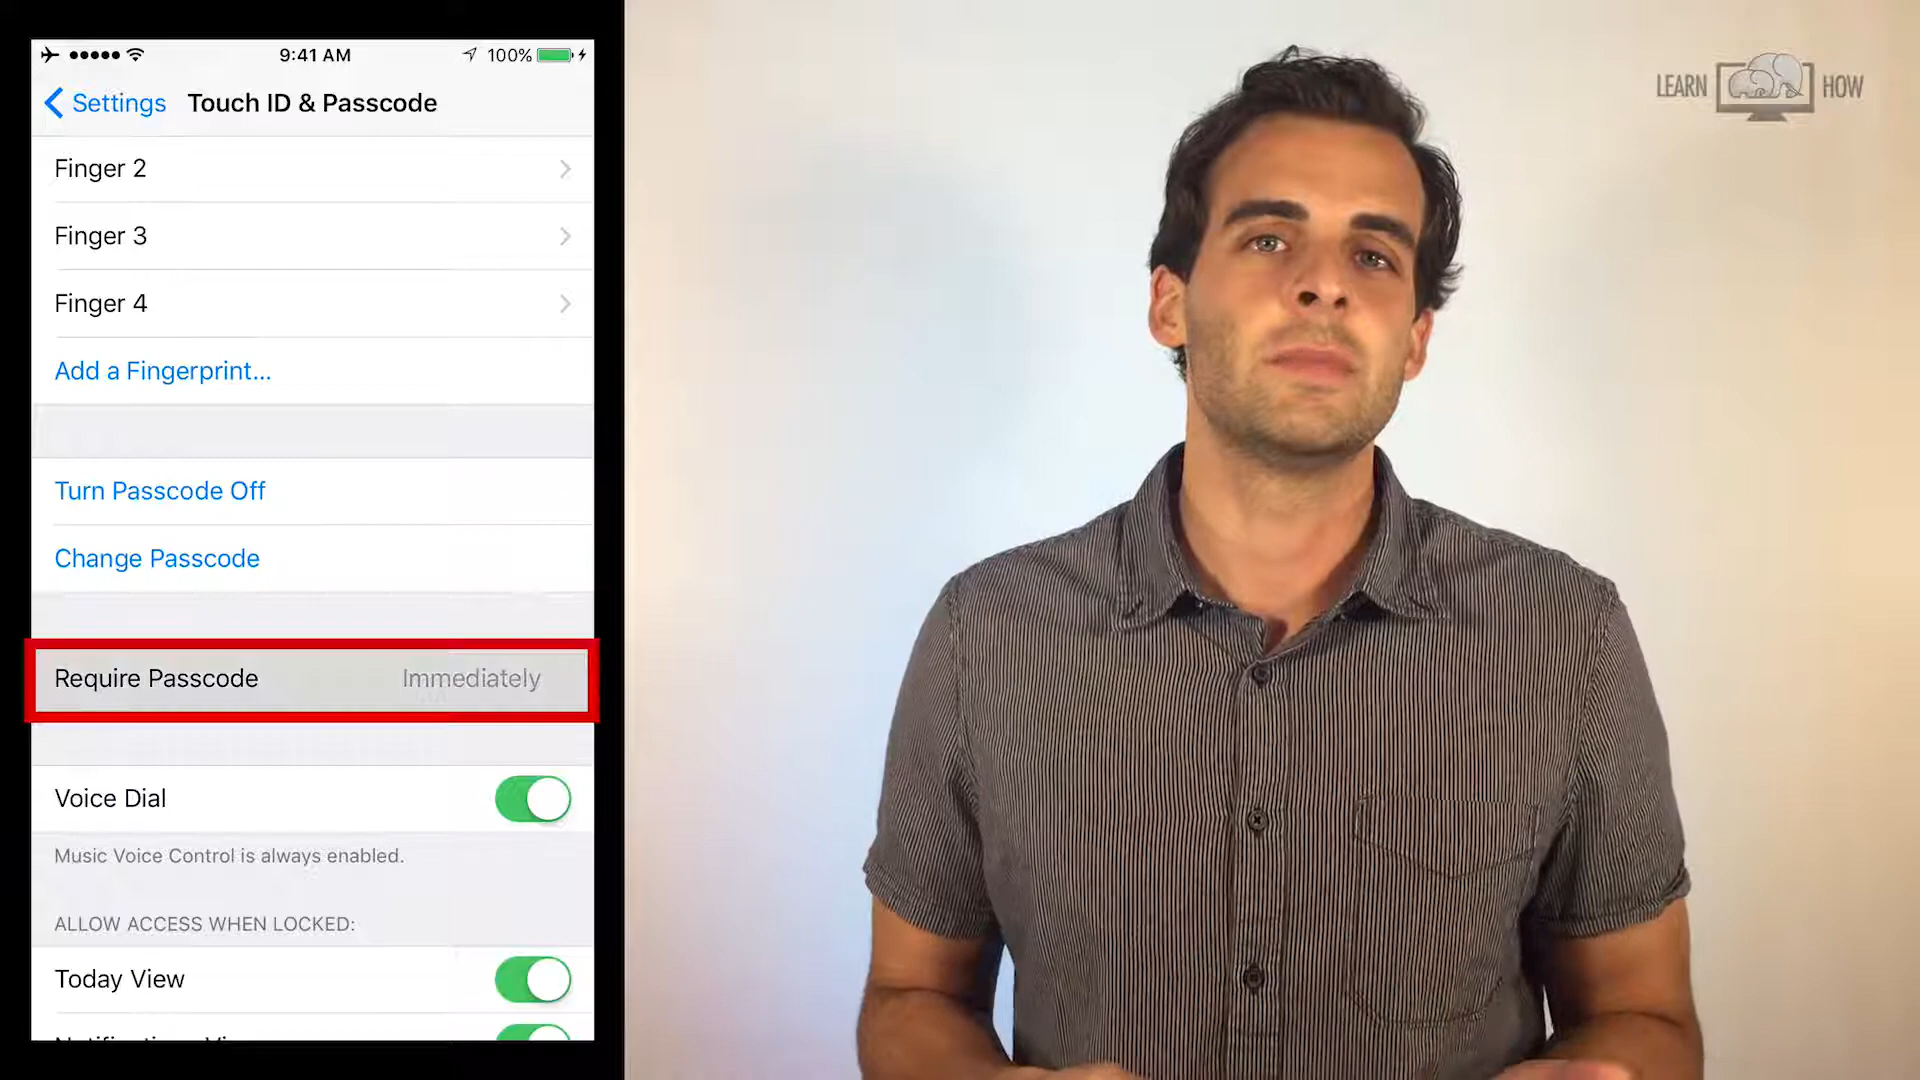 9:41 AM
100%
Settings
Touch ID & Passcode
Finger 2
Finger 3
Finger 4
Add a Fingerprint...
Turn Passcode Off
Change Passcode
Require Passcode
Immediately
Voice Dial
Music Voice Control is always enabled.
ALLOW ACCESS WHEN LOCKED:
Today View
LEARN HOW